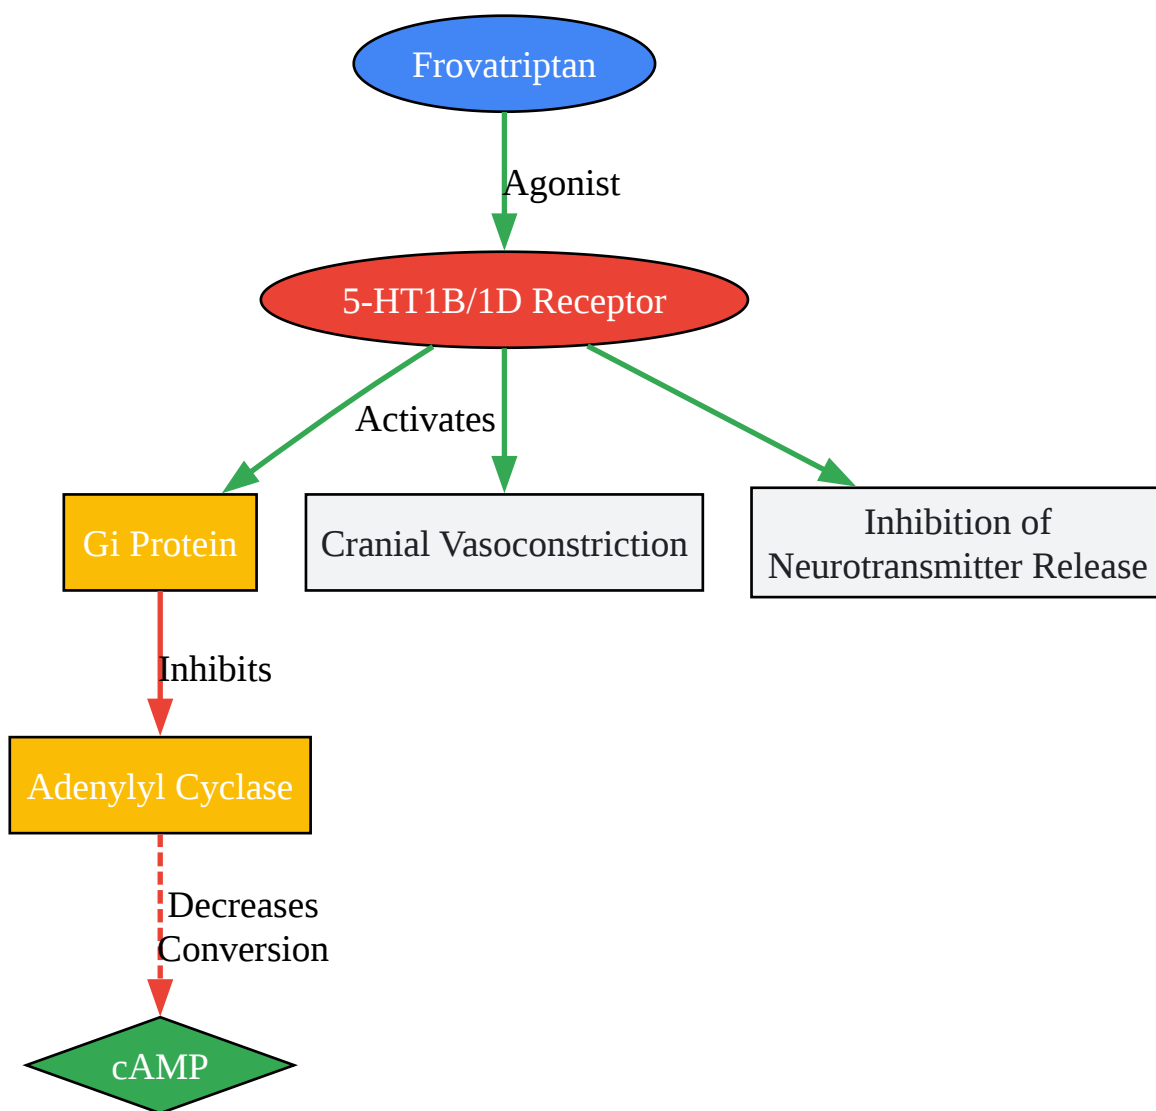 Frovatriptan
Agonist
5-HT1B/1D Receptor
Activates
Gi Protein
Cranial Vasoconstriction
Inhibition of
Neurotransmitter Release
Inhibits
Adenylyl Cyclase
Decreases
Conversion
cAMP